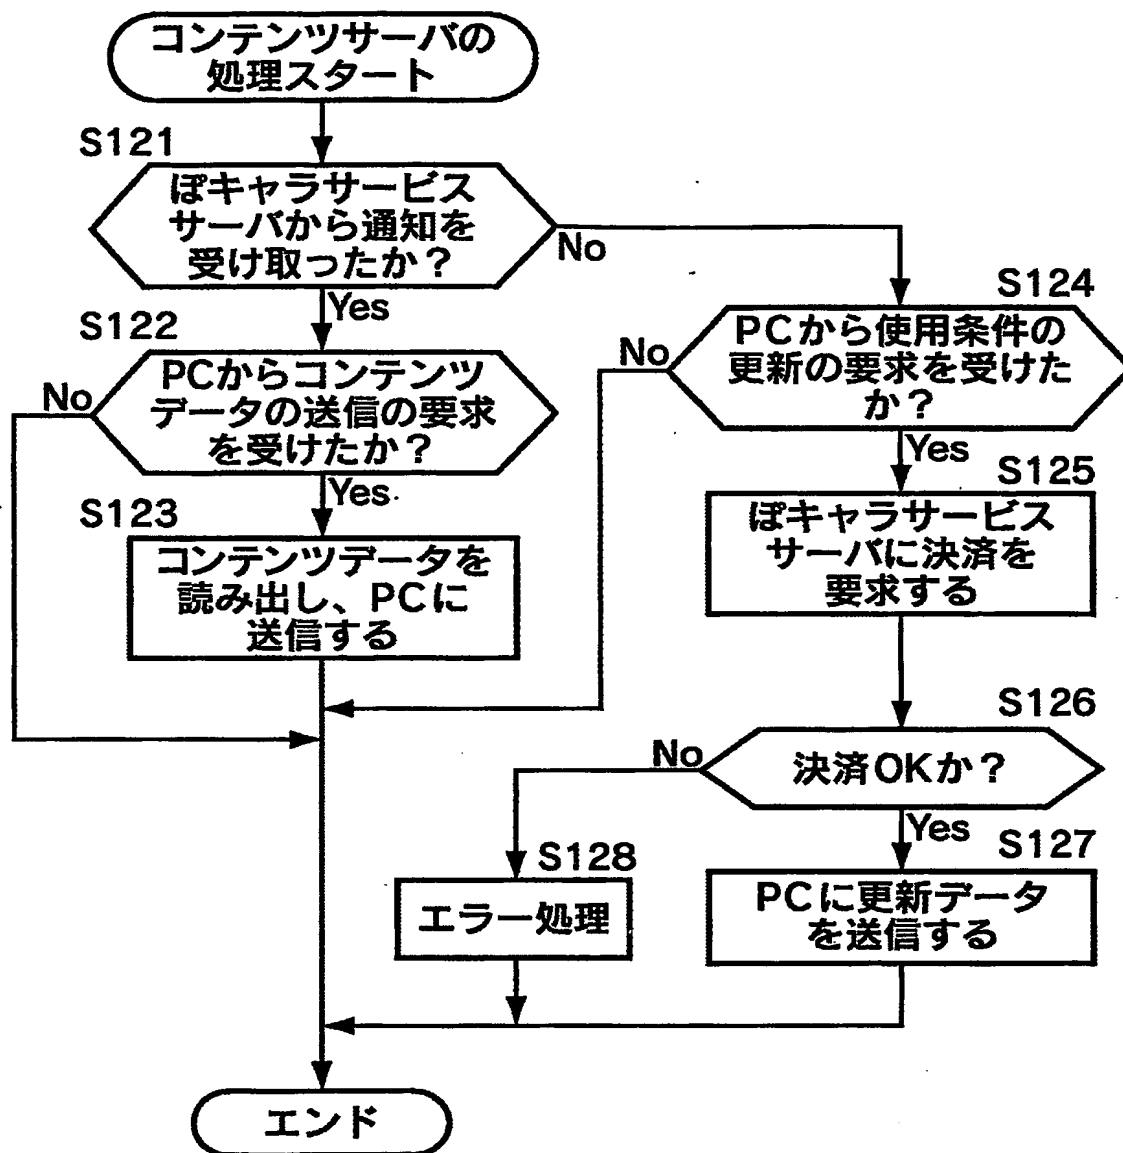 コンテンツサーバの
処理スタート
S121
ぽキャラサービス
サーバから通知を
受け取ったか？
No
Yes
S122
PCからコンテンツ
データの送信の要求
を受けたか？
No
Yes
S123
コンテンツデータを
読み出し、PCに
送信する
S124
PCから使用条件の
更新の要求を受けた
か？
No
Yes
S125
ぽキャラサービス
サーバに決済を
要求する
S126
決済OKか？
No
Yes
S127
PCに更新データ
を送信する
S128
エラー処理
エンド